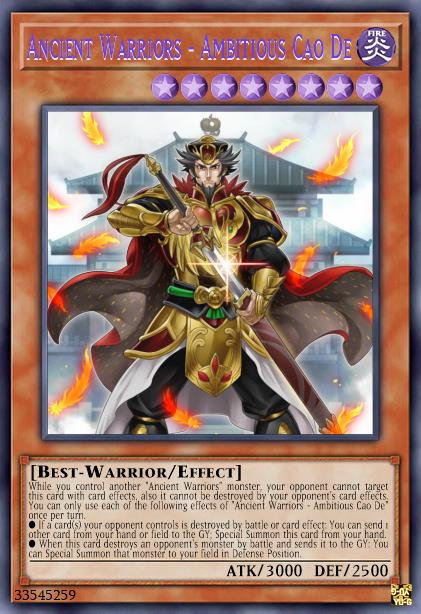 Ancient Warriors - Ambitious Cao De
FIRE
炎
[Best-Warrior/Effect]
While you control another "Ancient Warriors" monster, your opponent cannot target
this card with card effects, also it cannot be destroyed by your opponent's card effects.
You can only use each of the following effects of "Ancient Warriors - Ambitious Cao De"
once per turn.
● If a card(s) your opponent controls is destroyed by battle or card effect: You can send 1
other card from your hand or field to the GY; Special Summon this card from your hand.
● When this card destroys an opponent's monster by battle and sends it to the GY: You
can Special Summon that monster to your field in Defense Position.
ATK/3000 DEF/2500
33545259